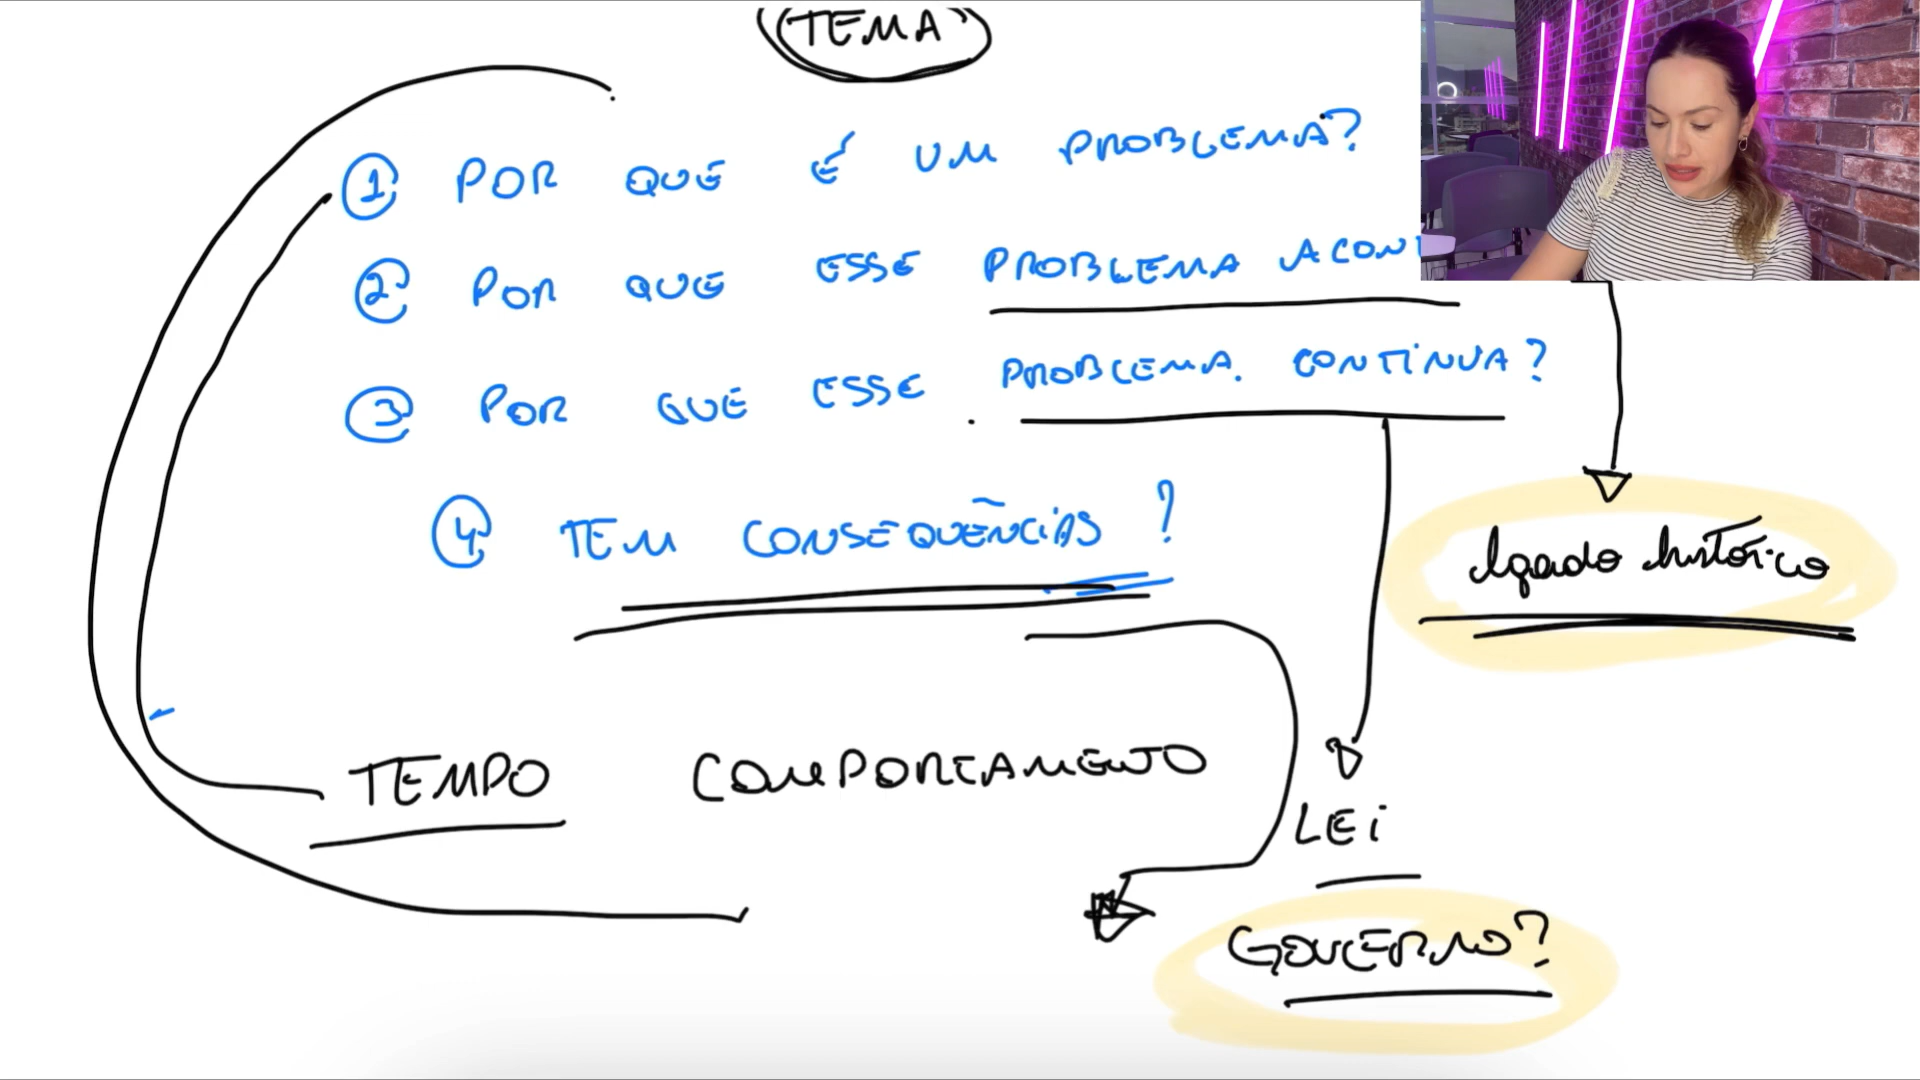 TEMA
1 POR QUE É UM PROBLEMA?
2 POR QUE ESSE PROBLEMA ACONT
3 POR QUE ESSE PROBLEMA. CONTINUA?
4 TEM CONSEQUÊNCIAS?
legado histórico
TEMPO COMPORTAMENTO
LEI
GOVERNO?